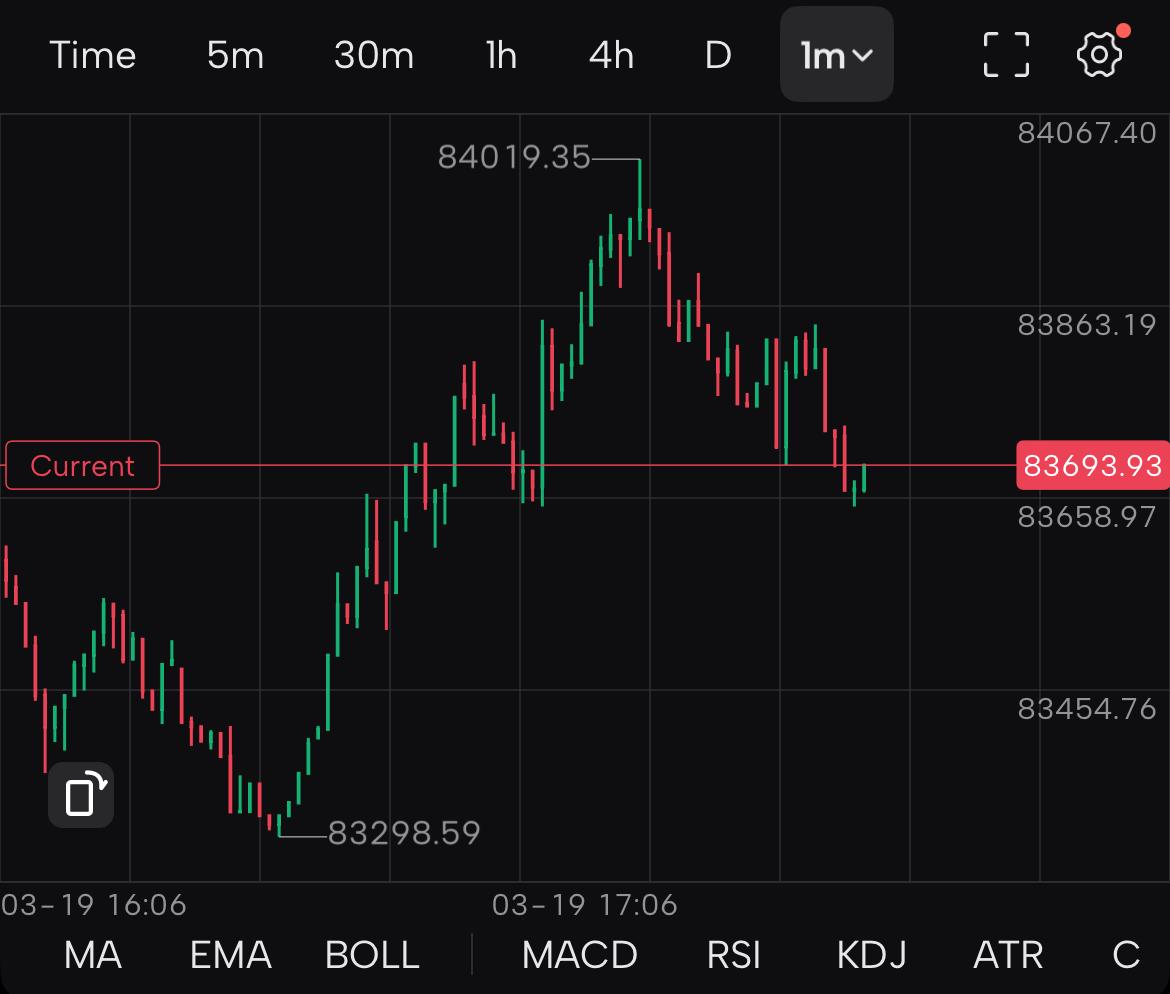 Time 5m 30m 1h 4h D 1m
84067.40
84019.35
83863.19
Current 83693.93
83658.97
83454.76
83298.59
03-19 16:06 03-19 17:06
MA EMA BOLL MACD RSI KDJ ATR C